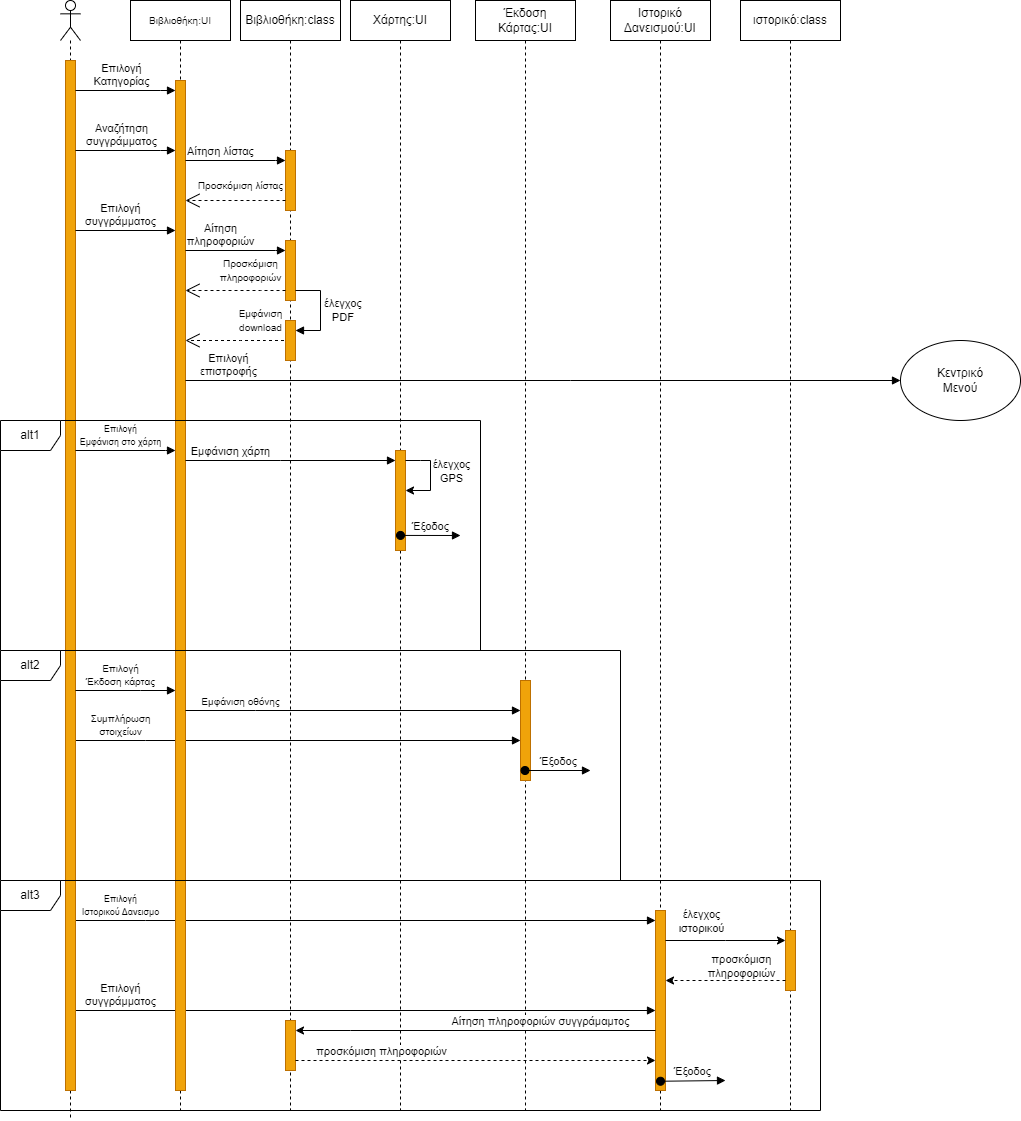 Βιβλιοθήκη:UI
Βιβλιοθήκη:class
Χάρτης:UI
Έκδοση
Κάρτας:UI
Ιστορικό
Δανεισμού:UI
ιστορικό:class
Επιλογή
Κατηγορίας
Αναζήτηση
συγγράμματος
Αίτηση λίστας
Προσκόμιση λίστας
Επιλογή
συγγράμματος
Αίτηση
πληροφοριών
Προσκόμιση
πληροφοριών
έλεγχος
PDF
Εμφάνιση
download
Επιλογή
επιστροφής
Κεντρικό
Μενού
alt1
Επιλογή
Εμφάνιση στο χάρτη
Εμφάνιση χάρτη
έλεγχος
GPS
Έξοδος
alt2
Επιλογή
Έκδοση κάρτας
Εμφάνιση οθόνης
Συμπλήρωση
στοιχείων
Έξοδος
alt3
Επιλογή
Ιστορικού Δανεισμο
έλεγχος
ιστορικού
προσκόμιση
πληροφοριών
Επιλογή
συγγράμματος
Αίτηση πληροφοριών συγγράμαμτος
προσκόμιση πληροφοριών
Έξοδος